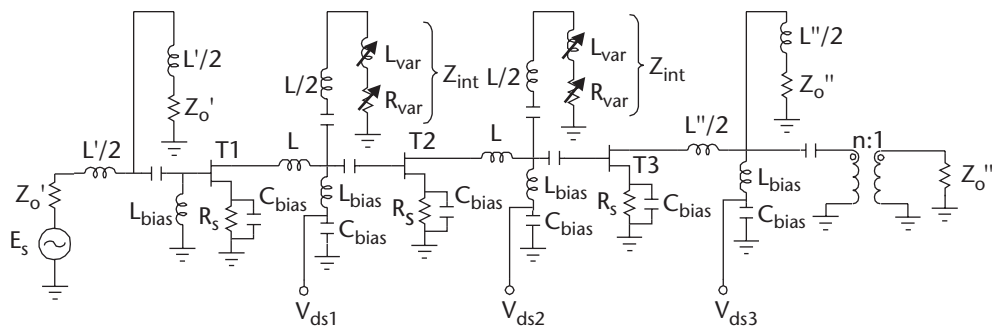 L'/2
Z_o'
L'/2
Z_o'
E_s
L_bias
T1
R_s
C_bias
L
L/2
L_var
R_var
Z_int
L_bias
C_bias
V_ds1
T2
R_s
C_bias
L
L/2
L_var
R_var
Z_int
L_bias
C_bias
V_ds2
T3
R_s
C_bias
L"/2
L"/2
Z_o"
L_bias
C_bias
V_ds3
n:1
Z_o"